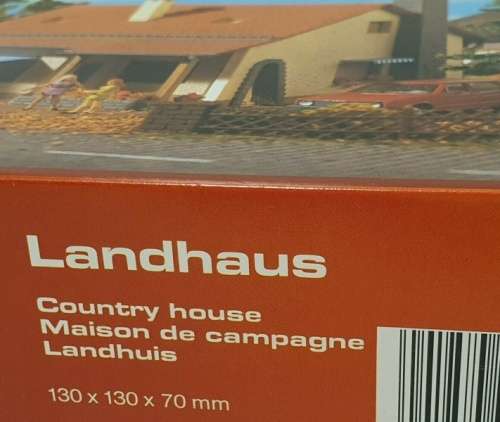 Landhaus
Country house
Maison de campagne
Landhuis
130 x 130 x 70 mm